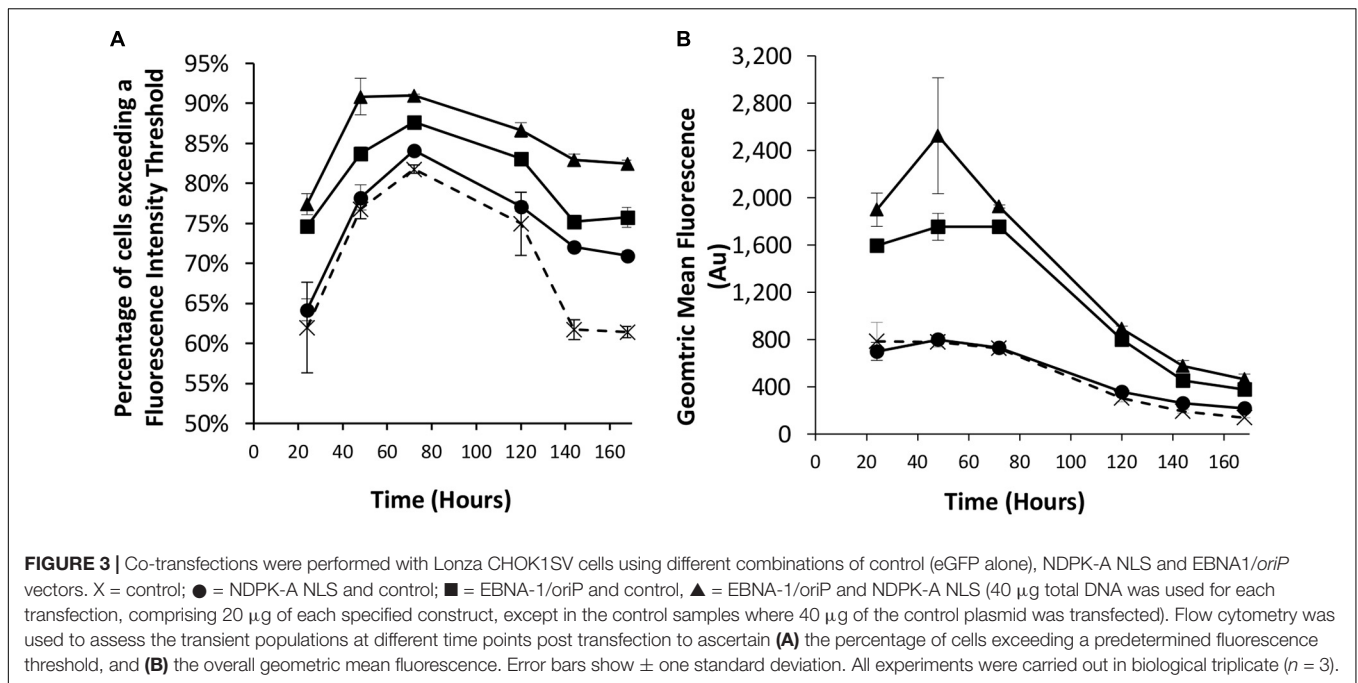 A
Percentage of cells exceeding a
Fluorescence Intensity Threshold
95%
90%
85%
80%
75%
70%
65%
60%
55%
50%
0 20 40 60 80 100 120 140 160
Time (Hours)
B
Geomtric Mean Fluorescence
(Au)
3,200
2,800
2,400
2,000
1,600
1,200
800
400
0
0 20 40 60 80 100 120 140 160
Time (Hours)
FIGURE 3 | Co-transfections were performed with Lonza CHOK1SV cells using different combinations of control (eGFP alone), NDPK-A NLS and EBNA1/oriP
vectors. X = control; ● = NDPK-A NLS and control; ■ = EBNA-1/oriP and control, ▲ = EBNA-1/oriP and NDPK-A NLS (40 μg total DNA was used for each
transfection, comprising 20 μg of each specified construct, except in the control samples where 40 μg of the control plasmid was transfected). Flow cytometry was
used to assess the transient populations at different time points post transfection to ascertain (A) the percentage of cells exceeding a predetermined fluorescence
threshold, and (B) the overall geometric mean fluorescence. Error bars show ± one standard deviation. All experiments were carried out in biological triplicate (n = 3).